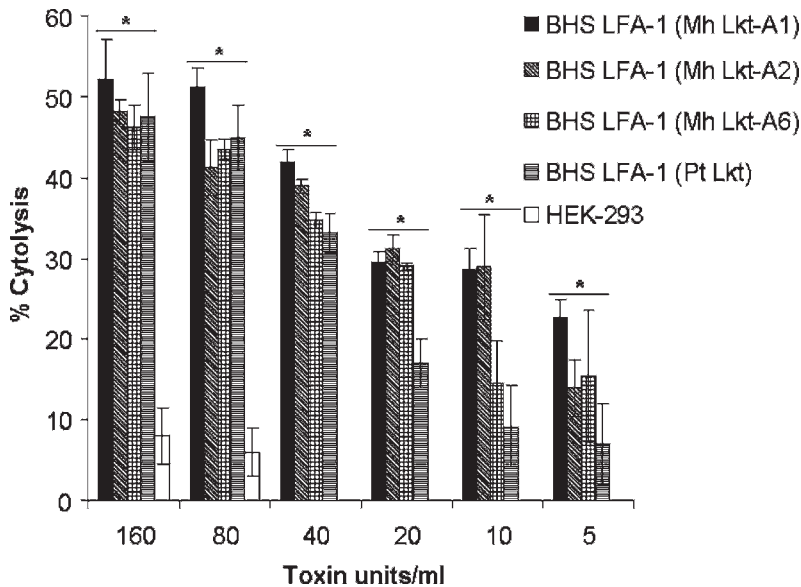 60
50
40
30
20
10
0
% Cytolysis
* * * * * *
160 80 40 20 10 5
Toxin units/ml
BHS LFA-1 (Mh Lkt-A1)
BHS LFA-1 (Mh Lkt-A2)
BHS LFA-1 (Mh Lkt-A6)
BHS LFA-1 (Pt Lkt)
HEK-293